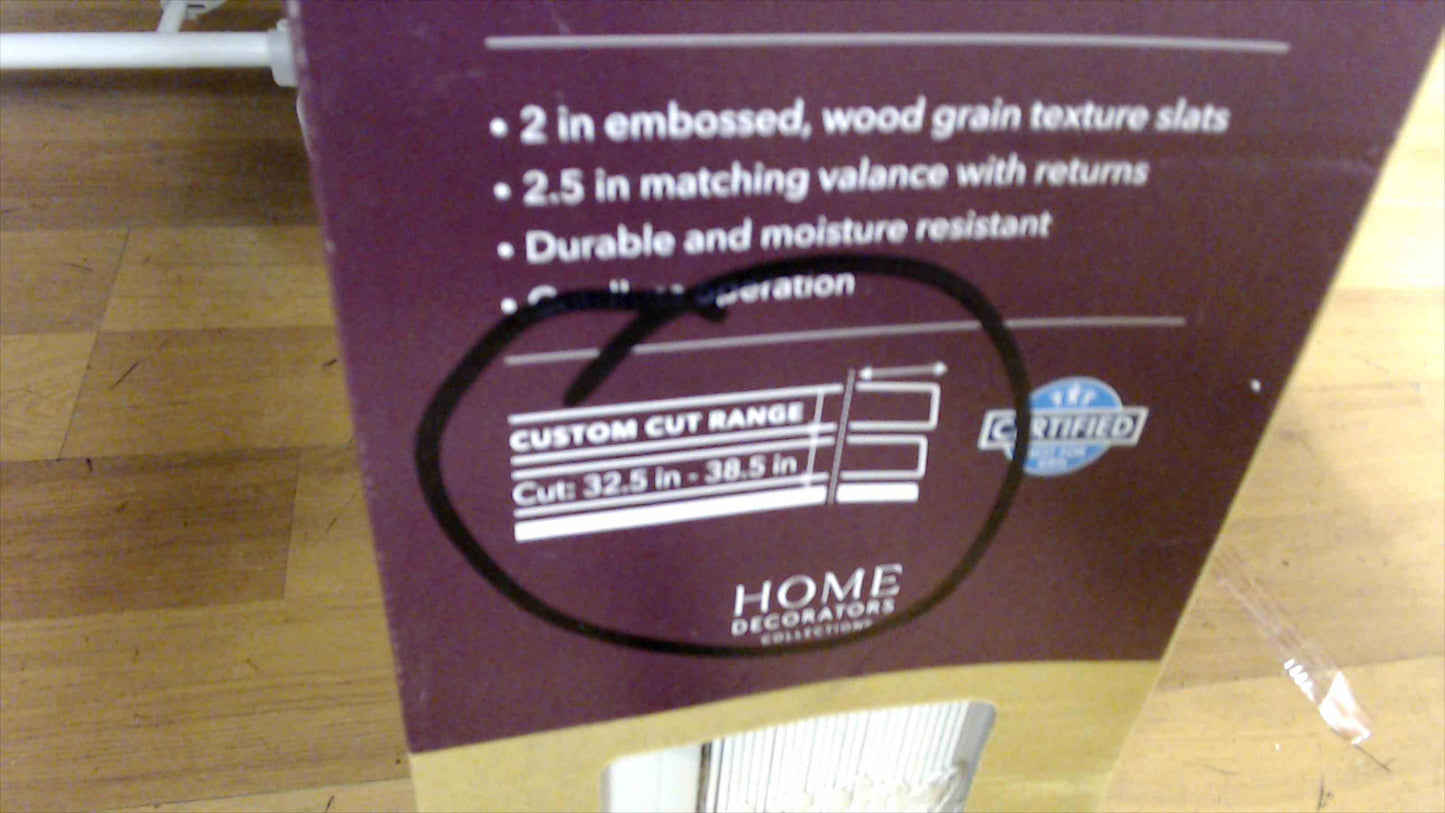 • 2 in embossed, wood grain texture slats
• 2.5 in matching valance with returns
• Durable and moisture resistant
• Cordless operation
CUSTOM CUT RANGE
Cut: 32.5 in - 38.5 in
CERTIFIED
HOME
DECORATORS
COLLECTION